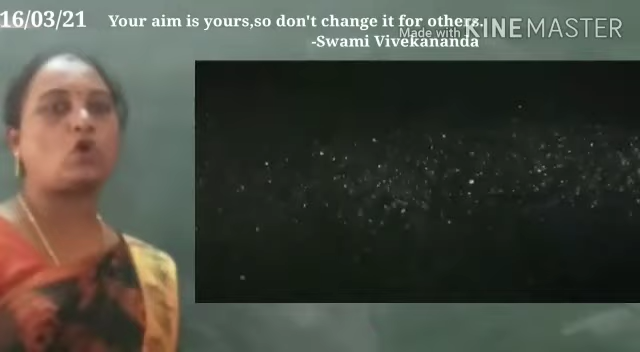 16/03/21
Your aim is yours,so don't change it for others.
-Swami Vivekananda
Made with KINEMASTER